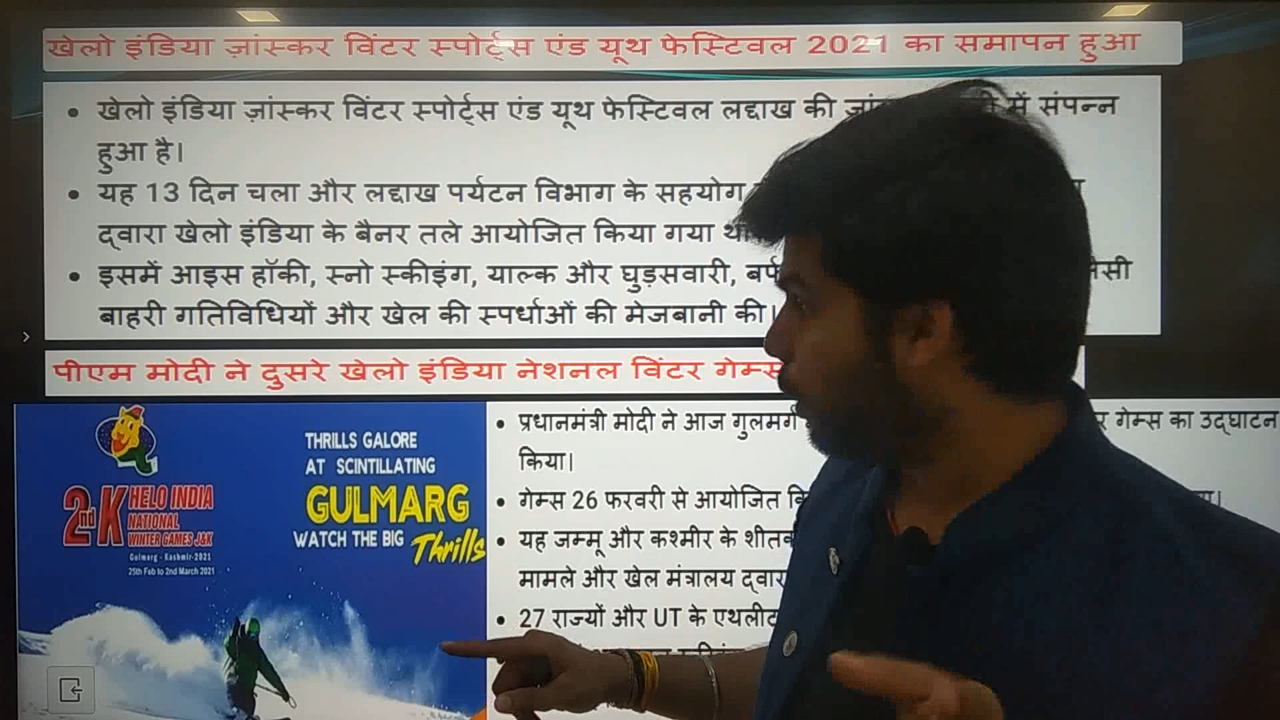 खेलो इंडिया ज़ांस्कर विंटर स्पोर्ट्स एंड यूथ फेस्टिवल 2021 का समापन हुआ
खेलो इंडिया ज़ांस्कर विंटर स्पोर्ट्स एंड यूथ फेस्टिवल लद्दाख की में संपन्न
हुआ है।
यह 13 दिन चला और लद्दाख पर्यटन विभाग के सहयोग
द्वारा खेलो इंडिया के बैनर तले आयोजित किया गया
इसमें आइस हॉकी, स्नो स्कीइंग, याल्क और घुड़सवारी,
बाहरी गतिविधियों और खेल की स्पर्धाओं की मेजबानी की।
पीएम मोदी ने दुसरे खेलो इंडिया नेशनल विंटर गेम्स
THRILLS GALORE
AT SCINTILLATING
GULMARG
WATCH THE BIG Thrills
2nd KHELO INDIA
NATIONAL
WINTER GAMES J&K
Gulmarg - Kashmir-2021
25th Feb to 2nd March 2021
प्रधानमंत्री मोदी ने आज गुलमर्ग गेम्स का उद्घाटन
किया।
गेम्स 26 फरवरी से आयोजित
यह जम्मू और कश्मीर के
मामले और खेल मंत्रालय
27 राज्यों और UT के